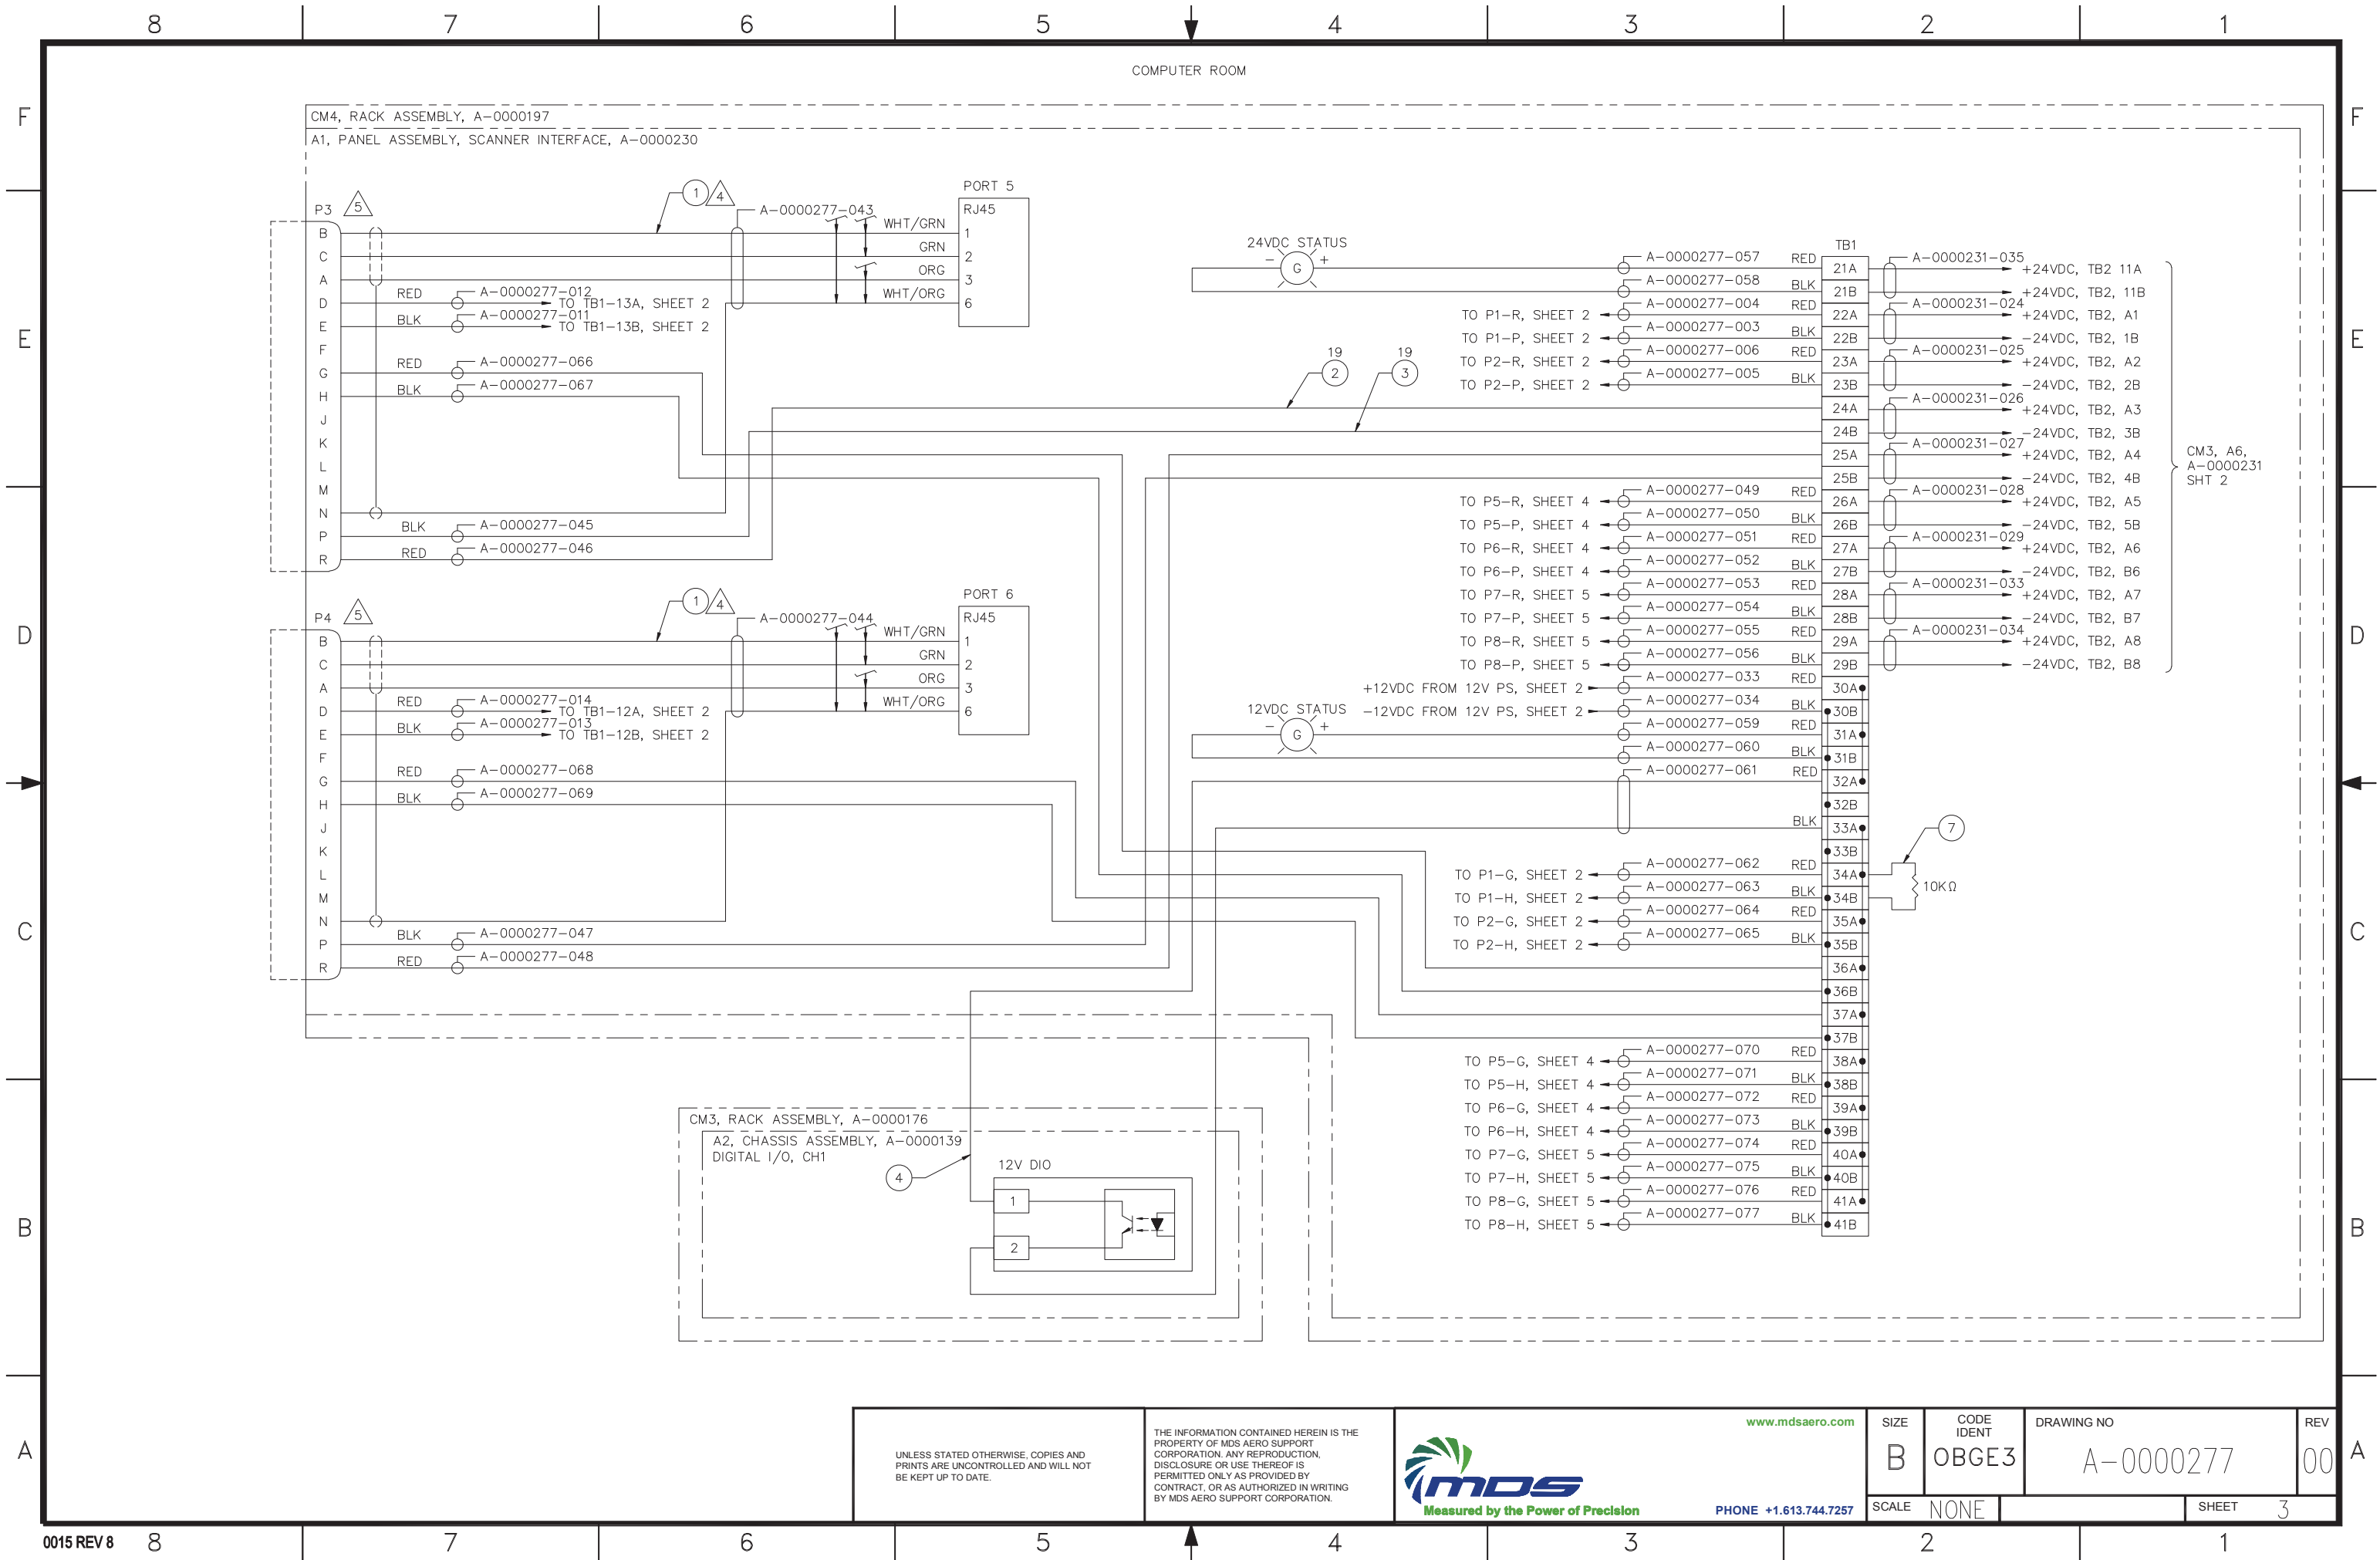 8 7 6 5 4 3 2 1
COMPUTER ROOM
F F
CM4, RACK ASSEMBLY, A-0000197
A1, PANEL ASSEMBLY, SCANNER INTERFACE, A-0000230
E E
D D
C C
B B
A A
P3 5
B
C
A
D RED A-0000277-012 TO TB1-13A, SHEET 2
E BLK A-0000277-011 TO TB1-13B, SHEET 2
F
G RED A-0000277-066
H BLK A-0000277-067
J
K
L
M
N
P BLK A-0000277-045
R RED A-0000277-046
1 4
A-0000277-043
PORT 5
RJ45
WHT/GRN 1
GRN 2
ORG 3
WHT/ORG 6
P4 5
B
C
A
D RED A-0000277-014 TO TB1-12A, SHEET 2
E BLK A-0000277-013 TO TB1-12B, SHEET 2
F
G RED A-0000277-068
H BLK A-0000277-069
J
K
L
M
N
P BLK A-0000277-047
R RED A-0000277-048
1 4
A-0000277-044
PORT 6
RJ45
WHT/GRN 1
GRN 2
ORG 3
WHT/ORG 6
24VDC STATUS
- G +
19 2
19 3
12VDC STATUS
- G +
TB1
A-0000277-057 RED 21A A-0000231-035 +24VDC, TB2 11A
A-0000277-058 BLK 21B +24VDC, TB2, 11B
TO P1-R, SHEET 2 A-0000277-004 RED 22A A-0000231-024 +24VDC, TB2, A1
TO P1-P, SHEET 2 A-0000277-003 BLK 22B -24VDC, TB2, 1B
TO P2-R, SHEET 2 A-0000277-006 RED 23A A-0000231-025 +24VDC, TB2, A2
TO P2-P, SHEET 2 A-0000277-005 BLK 23B -24VDC, TB2, 2B
24A A-0000231-026 +24VDC, TB2, A3
24B -24VDC, TB2, 3B
25A A-0000231-027 +24VDC, TB2, A4
25B -24VDC, TB2, 4B
TO P5-R, SHEET 4 A-0000277-049 RED 26A A-0000231-028 +24VDC, TB2, A5
TO P5-P, SHEET 4 A-0000277-050 BLK 26B -24VDC, TB2, 5B
TO P6-R, SHEET 4 A-0000277-051 RED 27A A-0000231-029 +24VDC, TB2, A6
TO P6-P, SHEET 4 A-0000277-052 BLK 27B -24VDC, TB2, B6
TO P7-R, SHEET 5 A-0000277-053 RED 28A A-0000231-033 +24VDC, TB2, A7
TO P7-P, SHEET 5 A-0000277-054 BLK 28B -24VDC, TB2, B7
TO P8-R, SHEET 5 A-0000277-055 RED 29A A-0000231-034 +24VDC, TB2, A8
TO P8-P, SHEET 5 A-0000277-056 BLK 29B -24VDC, TB2, B8
CM3, A6,
A-0000231
SHT 2
+12VDC FROM 12V PS, SHEET 2 A-0000277-033 RED 30A
-12VDC FROM 12V PS, SHEET 2 A-0000277-034 BLK 30B
A-0000277-059 RED 31A
A-0000277-060 BLK 31B
A-0000277-061 RED 32A
32B
BLK 33A
33B
TO P1-G, SHEET 2 A-0000277-062 RED 34A
TO P1-H, SHEET 2 A-0000277-063 BLK 34B
7
10KΩ
TO P2-G, SHEET 2 A-0000277-064 RED 35A
TO P2-H, SHEET 2 A-0000277-065 BLK 35B
36A
36B
37A
37B
TO P5-G, SHEET 4 A-0000277-070 RED 38A
TO P5-H, SHEET 4 A-0000277-071 BLK 38B
TO P6-G, SHEET 4 A-0000277-072 RED 39A
TO P6-H, SHEET 4 A-0000277-073 BLK 39B
TO P7-G, SHEET 5 A-0000277-074 RED 40A
TO P7-H, SHEET 5 A-0000277-075 BLK 40B
TO P8-G, SHEET 5 A-0000277-076 RED 41A
TO P8-H, SHEET 5 A-0000277-077 BLK 41B
CM3, RACK ASSEMBLY, A-0000176
A2, CHASSIS ASSEMBLY, A-0000139
DIGITAL I/O, CH1
4
12V DIO
1
2
UNLESS STATED OTHERWISE, COPIES AND
PRINTS ARE UNCONTROLLED AND WILL NOT
BE KEPT UP TO DATE.
THE INFORMATION CONTAINED HEREIN IS THE
PROPERTY OF MDS AERO SUPPORT
CORPORATION. ANY REPRODUCTION,
DISCLOSURE OR USE THEREOF IS
PERMITTED ONLY AS PROVIDED BY
CONTRACT, OR AS AUTHORIZED IN WRITING
BY MDS AERO SUPPORT CORPORATION.
www.mdsaero.com
MDS
Measured by the Power of Precision
PHONE +1.613.744.7257
SIZE
B
CODE
IDENT
OBGE3
DRAWING NO
A-0000277
REV
00
SCALE NONE
SHEET 3
0015 REV 8
8 7 6 5 4 3 2 1